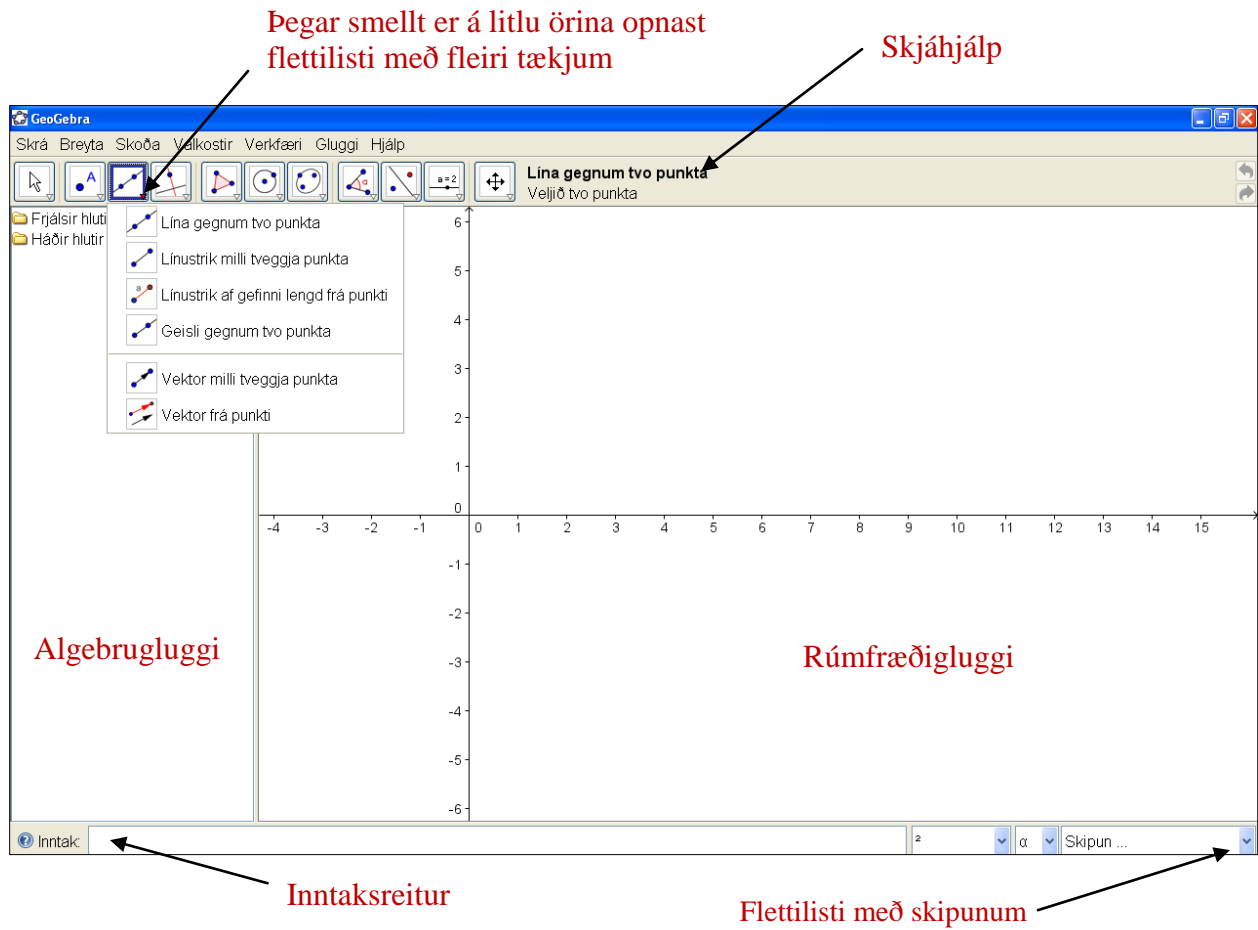 Þegar smellt er á litlu örina opnast
flettilisti með fleiri tækjum
Skjáhjálp
GeoGebra
Skrá Breyta Skoða Valkostir Verkfæri Gluggi Hjálp
A
α
a = 2
Lína gegnum tvo punkta
Veljið tvo punkta
Frjálsir hluti
Háðir hlutir
Lína gegnum tvo punkta
Línustrik milli tveggja punkta
a
Línustrik af gefinni lengd frá punkti
Geisli gegnum tvo punkta
Vektor milli tveggja punkta
Vektor frá punkti
6
5
4
3
2
1
0
-4 -3 -2 -1 0 1 2 3 4 5 6 7 8 9 10 11 12 13 14 15
-1
-2
-3
-4
-5
-6
Algebrugluggi
Rúmfræðigluggi
Inntak:
² α Skipun ...
Inntaksreitur
Flettilisti með skipunum